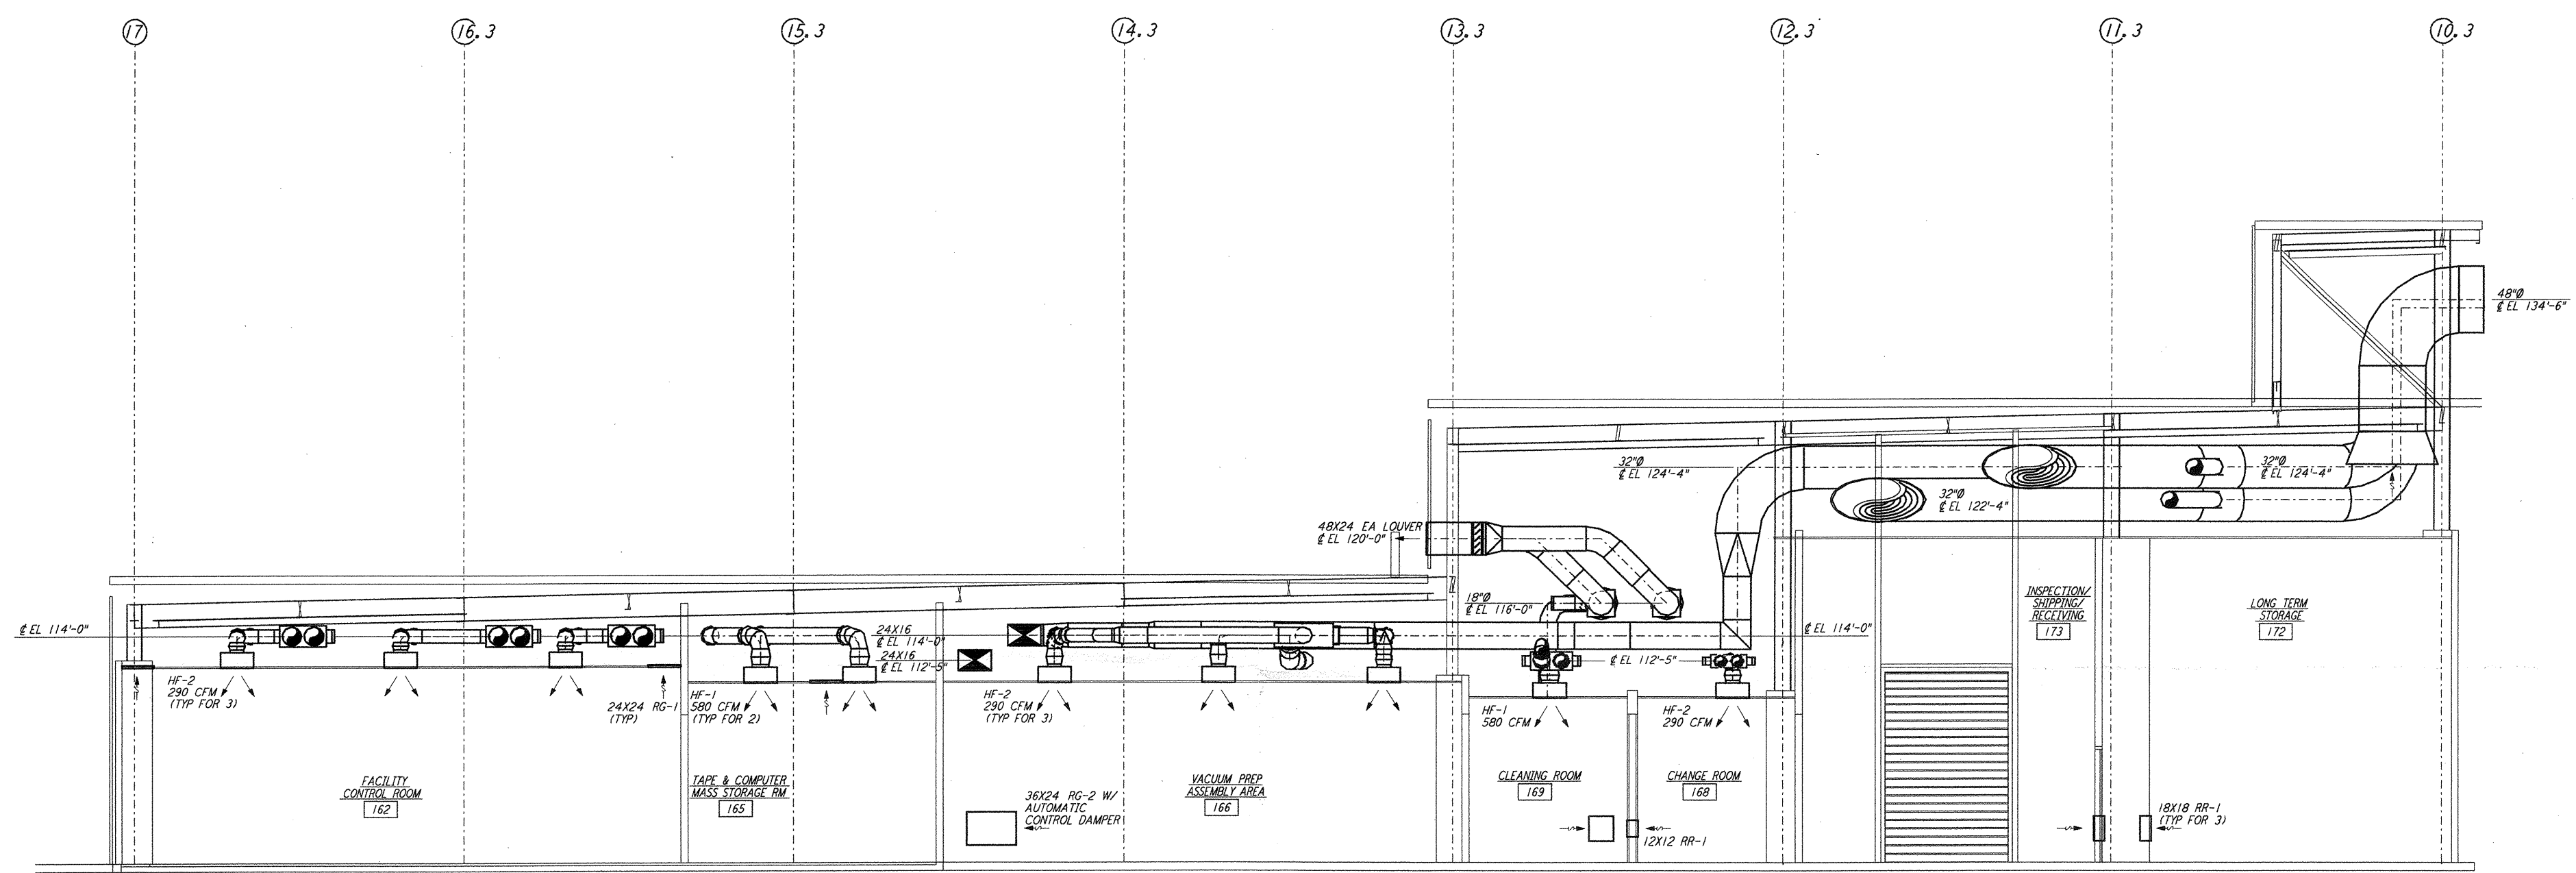 17
16.3
15.3
14.3
13.3
12.3
11.3
10.3
48"Ø
℄ EL 134'-6"
32"Ø
℄ EL 124'-4"
32"Ø
℄ EL 124'-4"
32"Ø
℄ EL 122'-4"
48X24 EA LOUVER
℄ EL 120'-0"
18"Ø
℄ EL 116'-0"
℄ EL 114'-0"
24X16
℄ EL 114'-0"
24X16
℄ EL 112'-5"
℄ EL 114'-0"
℄ EL 112'-5"
HF-2
290 CFM
(TYP FOR 3)
24X24 RG-1
(TYP)
HF-1
580 CFM
(TYP FOR 2)
HF-2
290 CFM
(TYP FOR 3)
HF-1
580 CFM
HF-2
290 CFM
INSPECTION/
SHIPPING/
RECEIVING
173
LONG TERM
STORAGE
172
FACILITY
CONTROL ROOM
162
TAPE & COMPUTER
MASS STORAGE RM
165
VACUUM PREP
ASSEMBLY AREA
166
CLEANING ROOM
169
CHANGE ROOM
168
36X24 RG-2 W/
AUTOMATIC
CONTROL DAMPER
12X12 RR-1
18X18 RR-1
(TYP FOR 3)